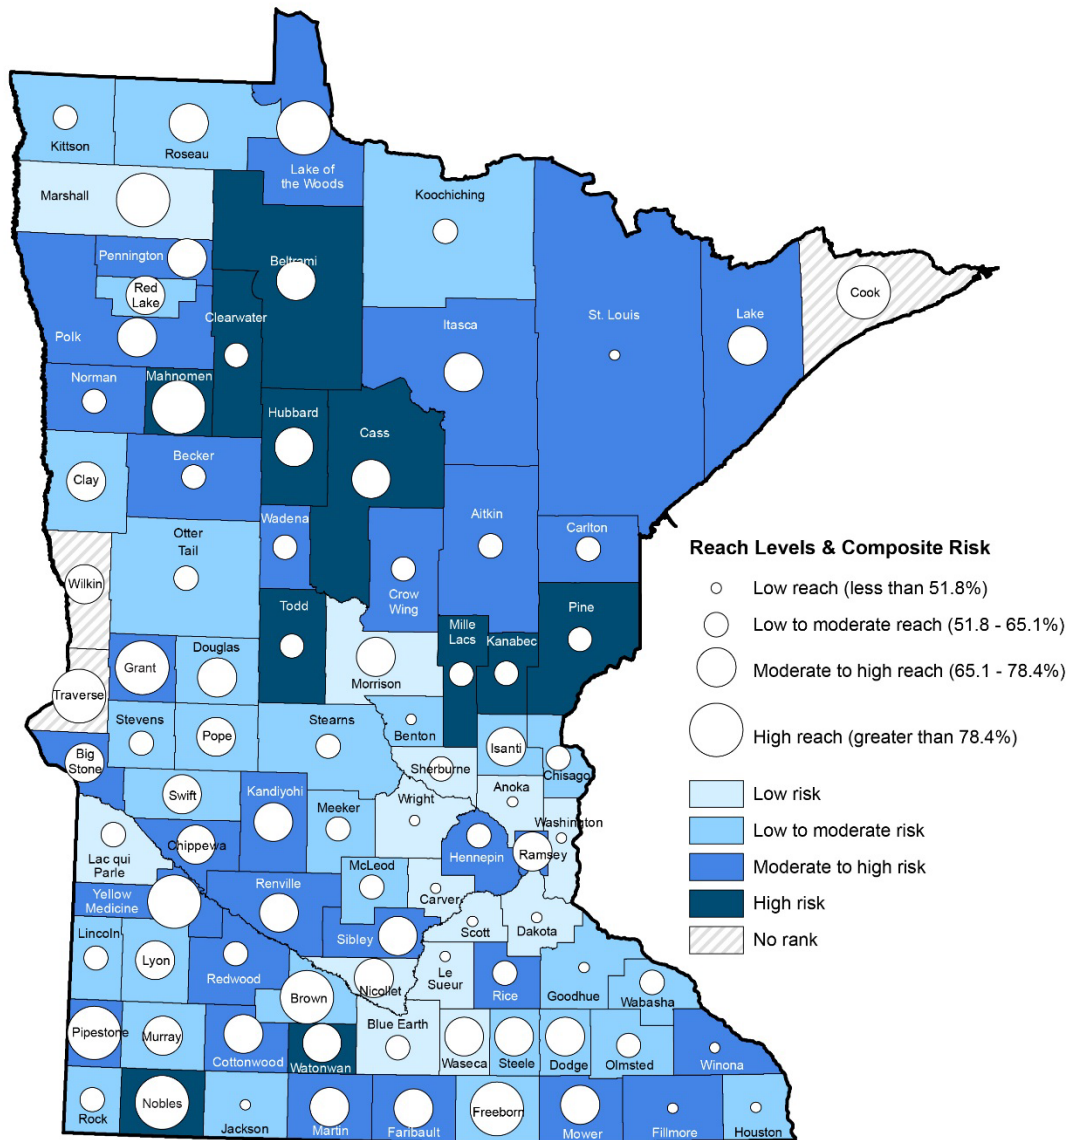 Kittson
Roseau
Lake of
the Woods
Marshall
Koochiching
Pennington
Beltrami
Red
Lake
Cook
Clearwater
Itasca
St. Louis
Lake
Polk
Norman
Mahnomen
Hubbard
Cass
Becker
Clay
Wadena
Aitkin
Carlton
Otter
Tail
Wilkin
Crow
Wing
Todd
Pine
Mille
Lacs
Kanabec
Douglas
Grant
Morrison
Traverse
Stevens
Pope
Stearns
Benton
Isanti
Big
Stone
Sherburne
Chisago
Swift
Kandiyohi
Anoka
Wright
Meeker
Washington
Chippewa
Lac qui
Parle
Hennepin
Ramsey
McLeod
Renville
Carver
Yellow
Medicine
Lincoln
Sibley
Scott
Dakota
Lyon
Redwood
Le
Sueur
Nicollet
Rice
Goodhue
Wabasha
Brown
Pipestone
Murray
Cottonwood
Watonwan
Blue Earth
Waseca
Steele
Dodge
Olmsted
Winona
Rock
Nobles
Jackson
Martin
Faribault
Freeborn
Mower
Fillmore
Houston
Reach Levels & Composite Risk
Low reach (less than 51.8%)
Low to moderate reach (51.8 - 65.1%)
Moderate to high reach (65.1 - 78.4%)
High reach (greater than 78.4%)
Low risk
Low to moderate risk
Moderate to high risk
High risk
No rank